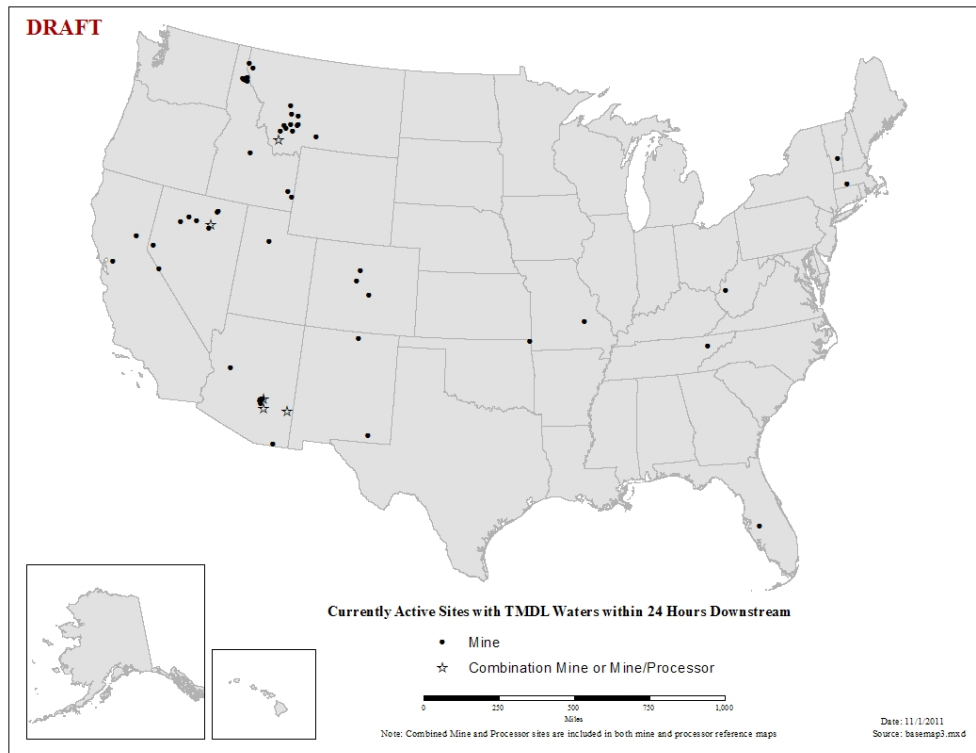 DRAFT
Currently Active Sites with TMDL Waters within 24 Hours Downstream
Mine
Combination Mine or Mine/Processor
0 250 500 750 1,000
Miles
Note: Combined Mine and Processor sites are included in both mine and processor reference maps
Date: 11/1/2011
Source: basemap3.mxd